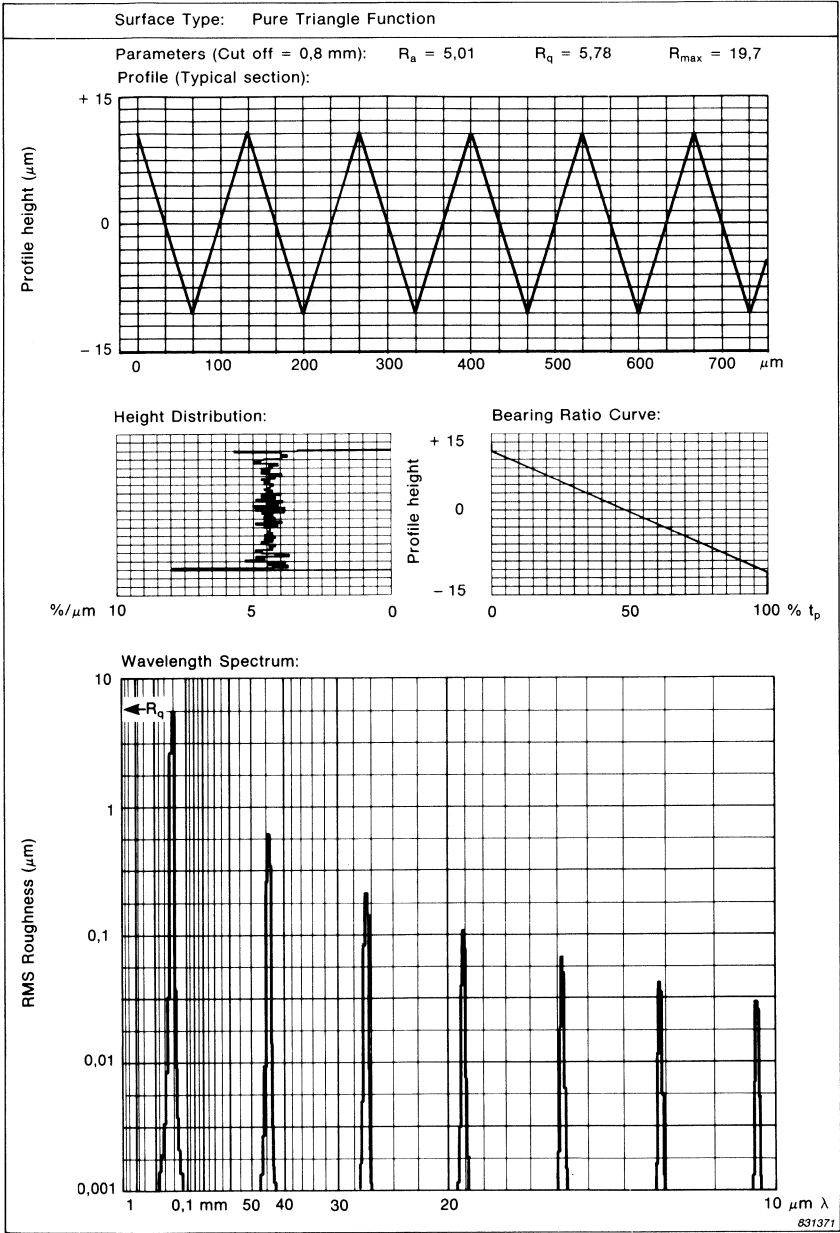 Surface Type: Pure Triangle Function
Parameters (Cut off = 0,8 mm): Rₐ = 5,01 R_q = 5,78 Rₘₐₓ = 19,7
Profile (Typical section):
+ 15
0
– 15
Profile height (μm)
0 100 200 300 400 500 600 700 μm
Height Distribution:
%/μm 10 5 0
Bearing Ratio Curve:
+ 15
0
– 15
Profile height
0 50 100 % tₚ
Wavelength Spectrum:
10
R_q
1
0,1
0,01
0,001
RMS Roughness (μm)
1 0,1 mm 50 40 30 20 10 μm λ
831371